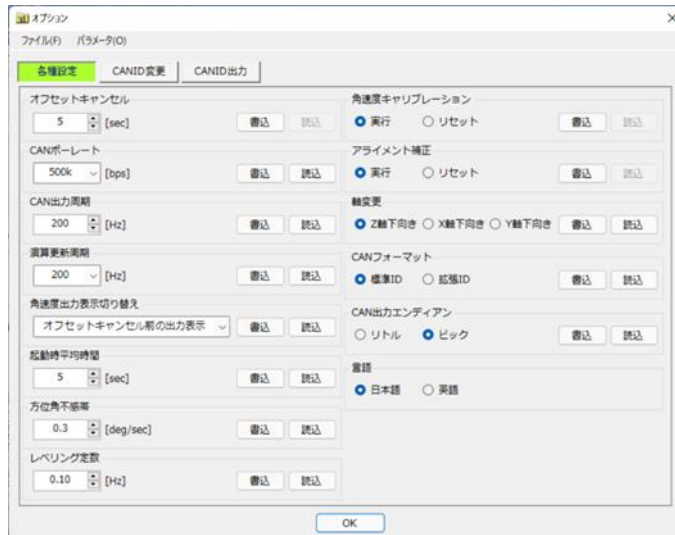 オプション
ファイル(F) パラメータ(O)
各種設定 CANID変更 CANID出力
オフセットキャンセル
5 [sec] 書込 読込
CANボーレート
500k [bps] 書込 読込
CAN出力周期
200 [Hz] 書込 読込
演算更新周期
200 [Hz] 書込 読込
角速度出力表示切り替え
オフセットキャンセル前の出力表示 書込 読込
起動時平均時間
5 [sec] 書込 読込
方位角不感帯
0.3 [deg/sec] 書込 読込
レベリング定数
0.10 [Hz] 書込 読込
角速度キャリブレーション
実行 リセット 書込 読込
アライメント補正
実行 リセット 書込 読込
軸変更
Z軸下向き X軸下向き Y軸下向き 書込 読込
CANフォーマット
標準ID 拡張ID 書込 読込
CAN出力エンディアン
リトル ビック 書込 読込
言語
日本語 英語
OK